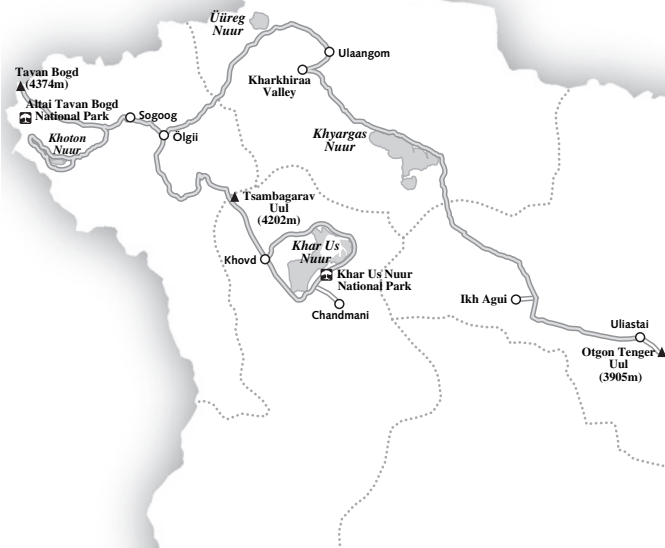 Üüreg
Nuur
Ulaangom
Kharkhiraa
Valley
Tavan Bogd
(4374m)
Altai Tavan Bogd
National Park
Sogoog
Khoton
Nuur
Ölgii
Khyargas
Nuur
Tsambagarav
Uul
(4202m)
Khar Us
Nuur
Khovd
Khar Us Nuur
National Park
Chandmani
Ikh Agui
Uliastai
Otgon Tenger
Uul
(3905m)